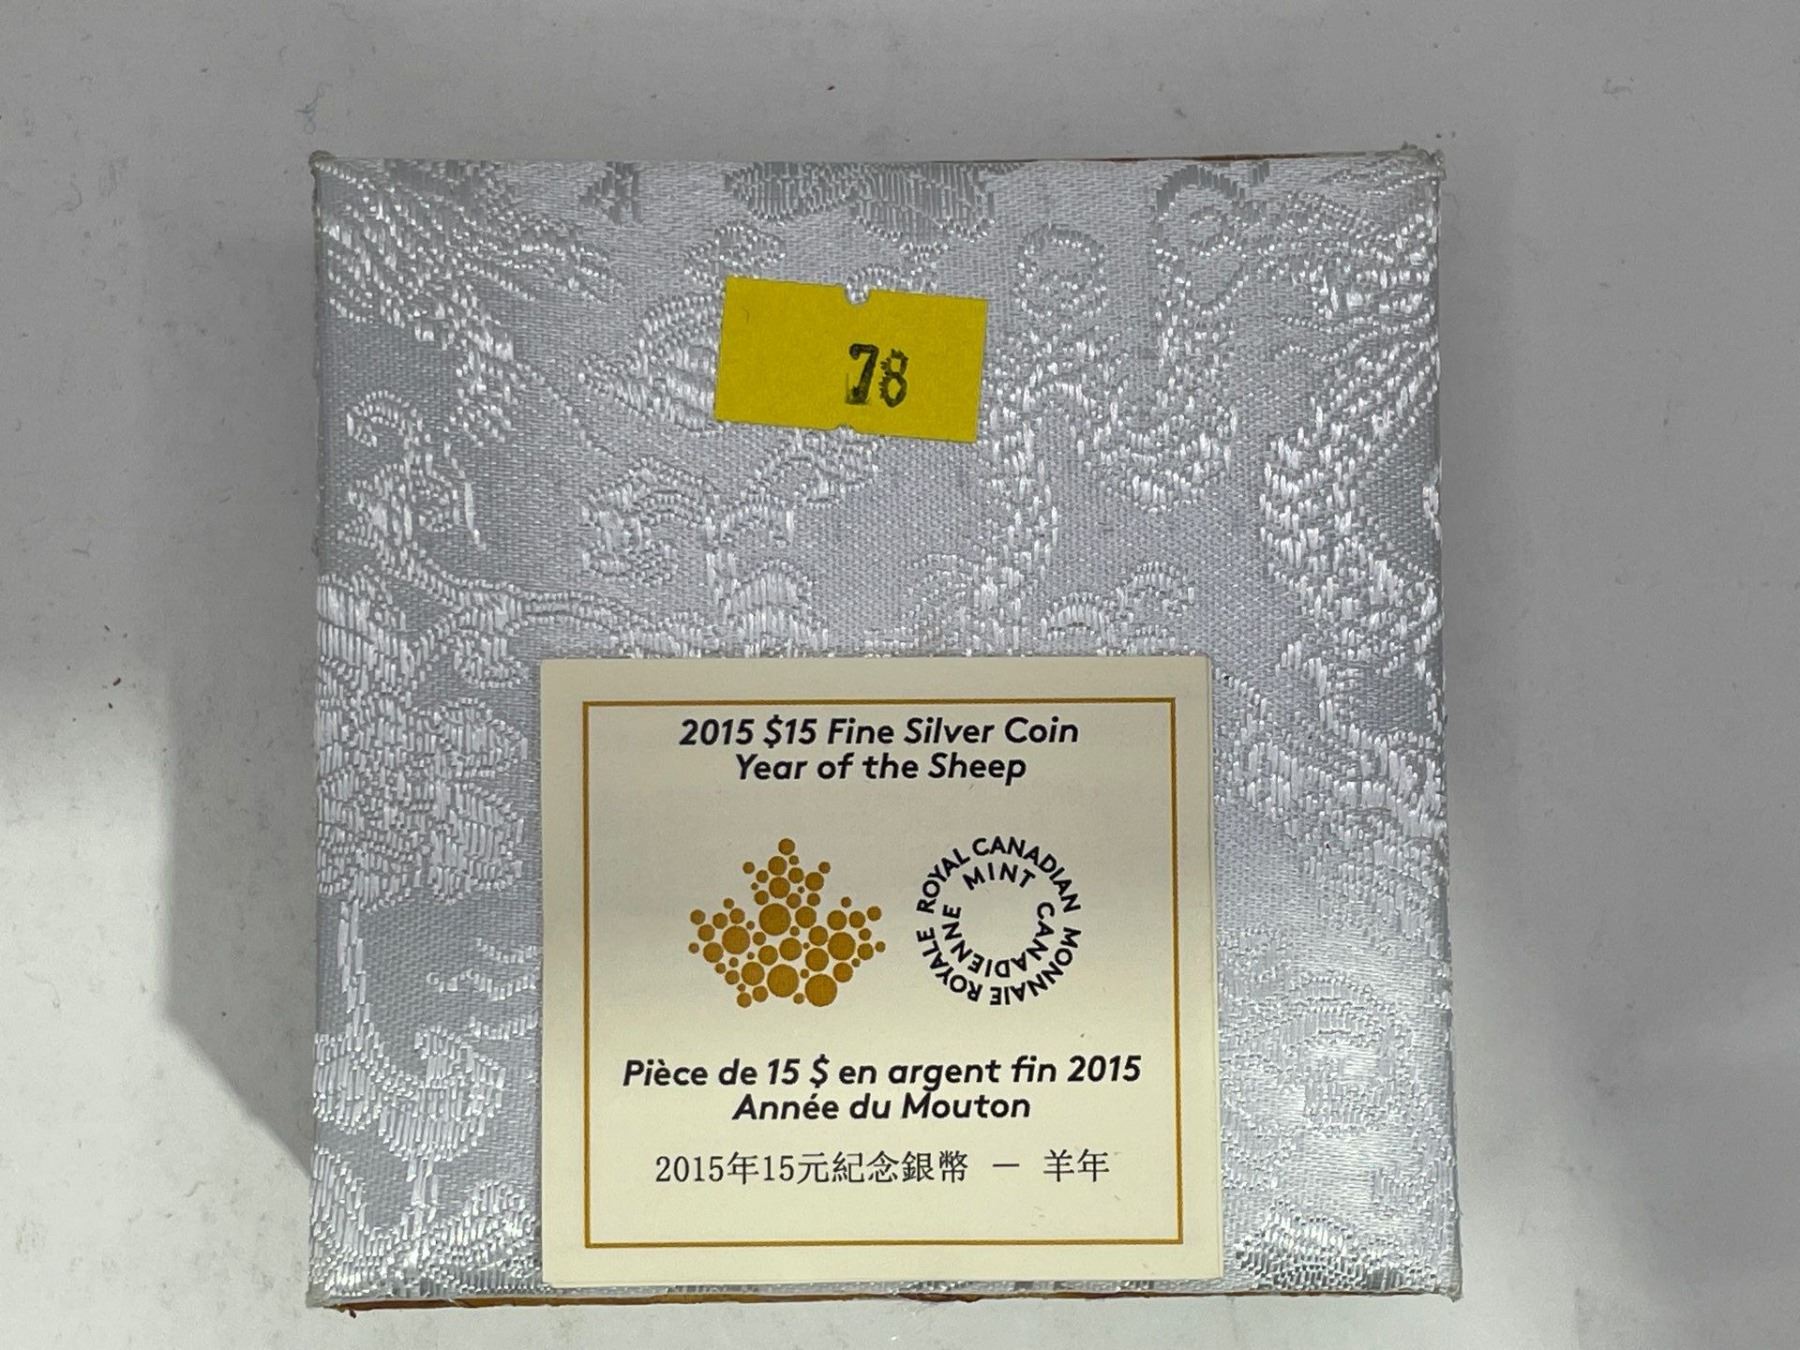 78
2015 $15 Fine Silver Coin
Year of the Sheep
ROYAL CANADIAN MINT
MONNAIE ROYALE CANADIENNE
Pièce de 15 $ en argent fin 2015
Année du Mouton
2015年15元紀念銀幣 － 羊年